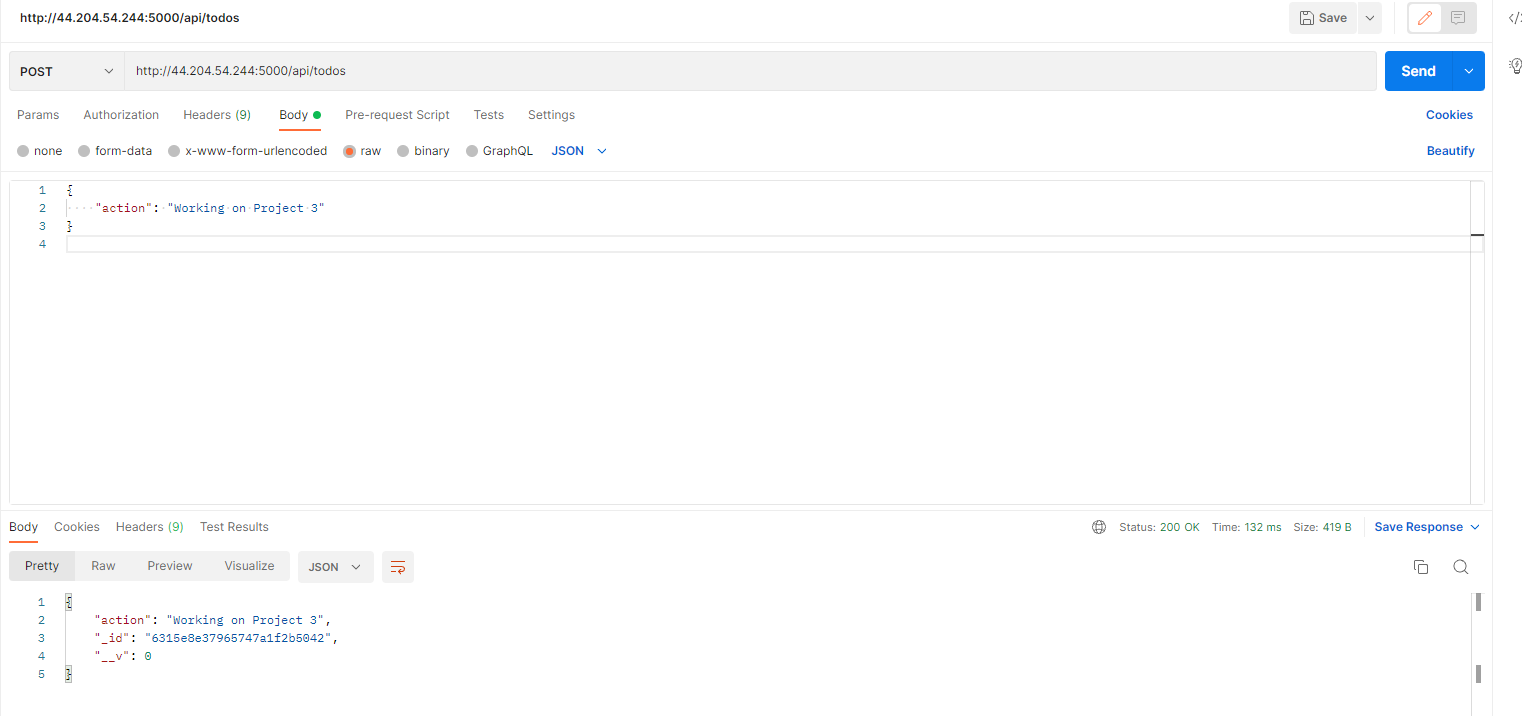 http://44.204.54.244:5000/api/todos
Save
POST http://44.204.54.244:5000/api/todos Send
Params Authorization Headers (9) Body Pre-request Script Tests Settings Cookies
none form-data x-www-form-urlencoded raw binary GraphQL JSON Beautify
1 {
2 "action": "Working on Project 3"
3 }
4
Body Cookies Headers (9) Test Results Status: 200 OK Time: 132 ms Size: 419 B Save Response
Pretty Raw Preview Visualize JSON
1 {
2 "action": "Working on Project 3",
3 "_id": "6315e8e37965747a1f2b5042",
4 "__v": 0
5 }